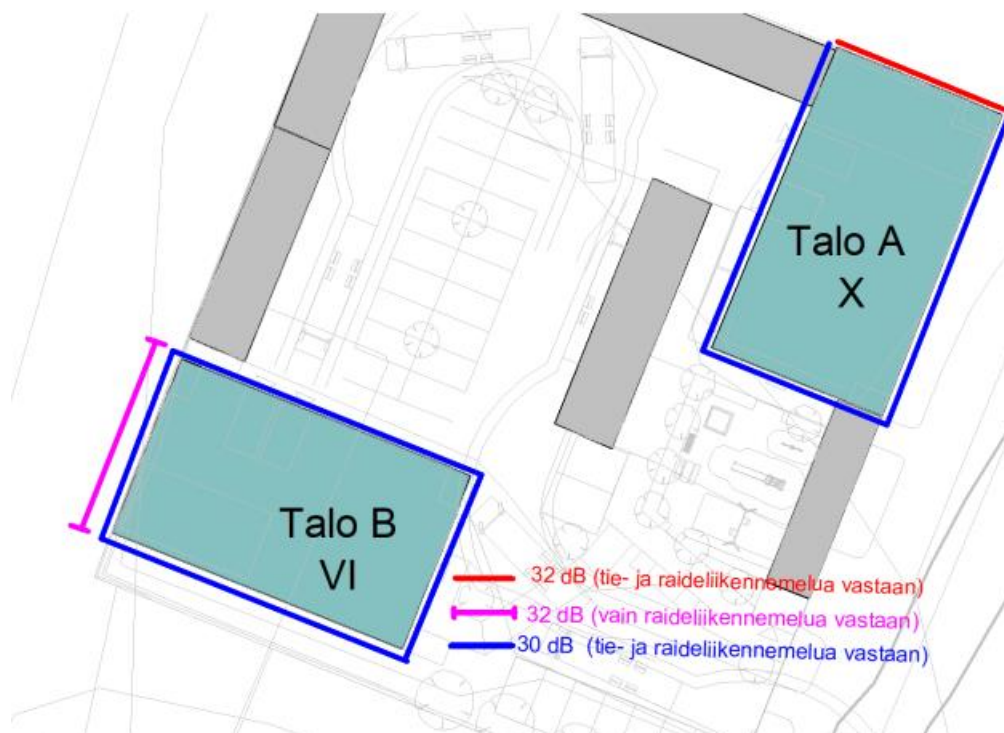 Talo A
X
Talo B
VI
32 dB (tie- ja raideliikennemelua vastaan)
32 dB (vain raideliikennemelua vastaan)
30 dB (tie- ja raideliikennemelua vastaan)